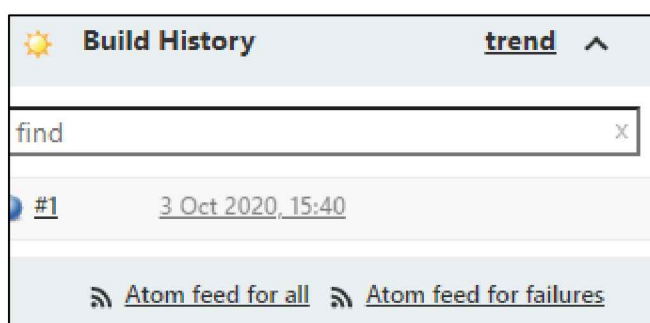 Build History trend
find x
#1 3 Oct 2020, 15:40
Atom feed for all Atom feed for failures